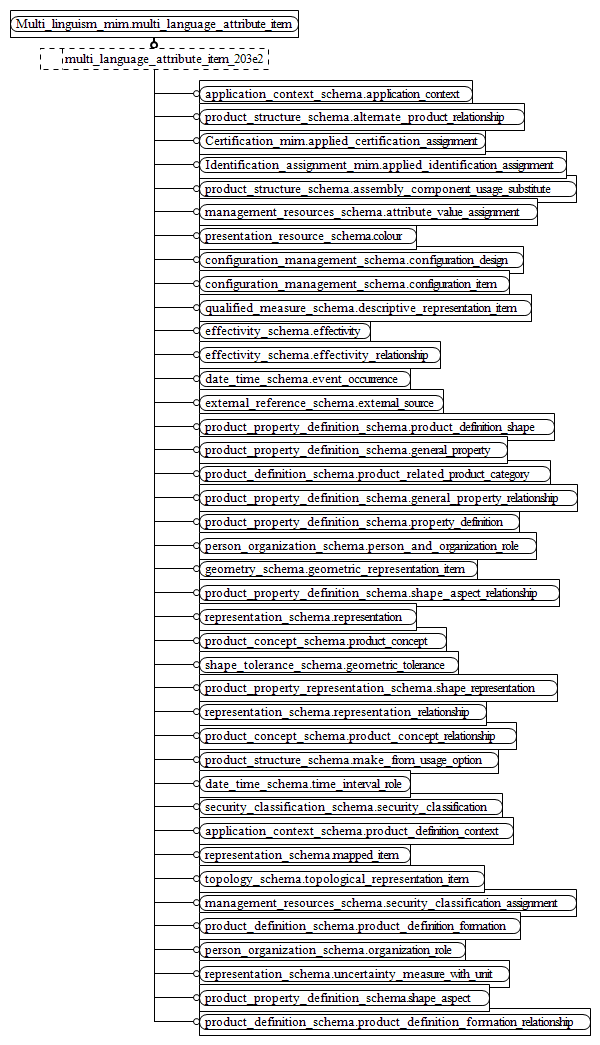 Multi_linguism_mim.multi_language_attribute_item
multi_language_attribute_item_203e2
application_context_schema.application_context
product_structure_schema.alternate_product_relationship
Certification_mim.applied_certification_assignment
Identification_assignment_mim.applied_identification_assignment
product_structure_schema.assembly_component_usage_substitute
management_resources_schema.attribute_value_assignment
presentation_resource_schema.colour
configuration_management_schema.configuration_design
configuration_management_schema.configuration_item
qualified_measure_schema.descriptive_representation_item
effectivity_schema.effectivity
effectivity_schema.effectivity_relationship
date_time_schema.event_occurrence
external_reference_schema.external_source
product_property_definition_schema.product_definition_shape
product_property_definition_schema.general_property
product_definition_schema.product_related_product_category
product_property_definition_schema.general_property_relationship
product_property_definition_schema.property_definition
person_organization_schema.person_and_organization_role
geometry_schema.geometric_representation_item
product_property_definition_schema.shape_aspect_relationship
representation_schema.representation
product_concept_schema.product_concept
shape_tolerance_schema.geometric_tolerance
product_property_representation_schema.shape_representation
representation_schema.representation_relationship
product_concept_schema.product_concept_relationship
product_structure_schema.make_from_usage_option
date_time_schema.time_interval_role
security_classification_schema.security_classification
application_context_schema.product_definition_context
representation_schema.mapped_item
topology_schema.topological_representation_item
management_resources_schema.security_classification_assignment
product_definition_schema.product_definition_formation
person_organization_schema.organization_role
representation_schema.uncertainty_measure_with_unit
product_property_definition_schema.shape_aspect
product_definition_schema.product_definition_formation_relationship